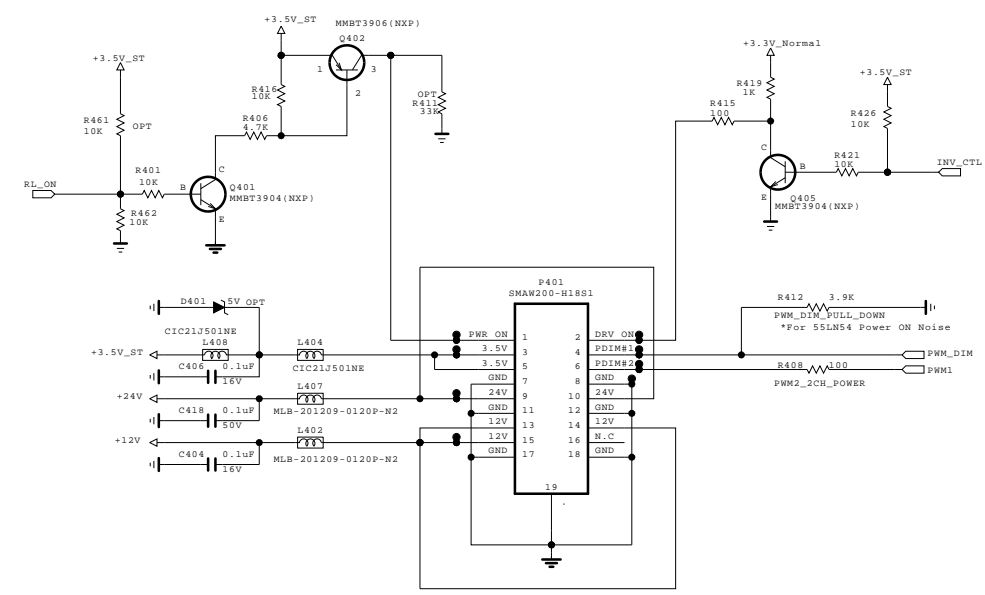 +3.5V_ST
MMBT3906(NXP)
Q402
1
3
2
R416
10K
OPT
R411
33K
R406
4.7K
+3.5V_ST
R461
10K
OPT
R401
10K
RL_ON
R462
10K
C
B
E
Q401
MMBT3904(NXP)
+3.3V_Normal
R419
1K
R415
100
+3.5V_ST
R426
10K
C
B
E
R421
10K
INV_CTL
Q405
MMBT3904(NXP)
P401
SMAW200-H18S1
D401
5V OPT
CIC21J501NE
L408
L404
CIC21J501NE
+3.5V_ST
C406
0.1uF
16V
L407
+24V
MLB-201209-0120P-N2
C418
0.1uF
50V
L402
+12V
MLB-201209-0120P-N2
C404
0.1uF
16V
PWR ON
1
2
DRV ON
3.5V
3
4
PDIM#1
3.5V
5
6
PDIM#2
GND
7
8
GND
24V
9
10
24V
GND
11
12
GND
12V
13
14
12V
12V
15
16
N.C
GND
17
18
GND
19
.
R412
3.9K
PWM_DIM_PULL_DOWN
*For 55LN54 Power ON Noise
PWM_DIM
R408
100
PWM1
PWM2_2CH_POWER